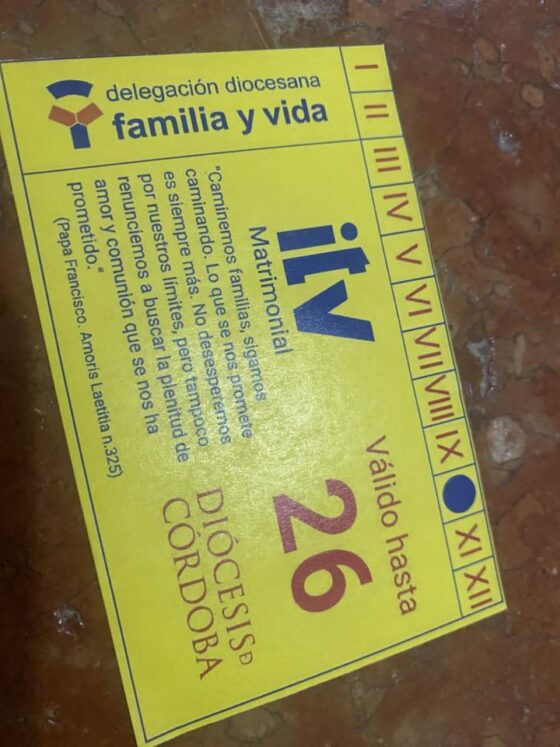 I II III IV V VI VII VIII IX XI XII
delegación diocesana
familia y vida
itv
Matrimonial
Válido hasta
26
"Caminemos familias, sigamos
caminando. Lo que se nos promete
es siempre más. No desesperemos
por nuestros límites, pero tampoco
renunciemos a buscar la plenitud de
amor y comunión que se nos ha
prometido."
(Papa Francisco. Amoris Laetitia n.325)
DIÓCESIS Đ
CÓRDOBA